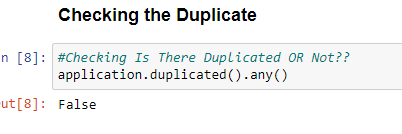 Checking the Duplicate
n [8]: #Checking Is There Duplicated OR Not??
application.duplicated().any()
ut[8]: False